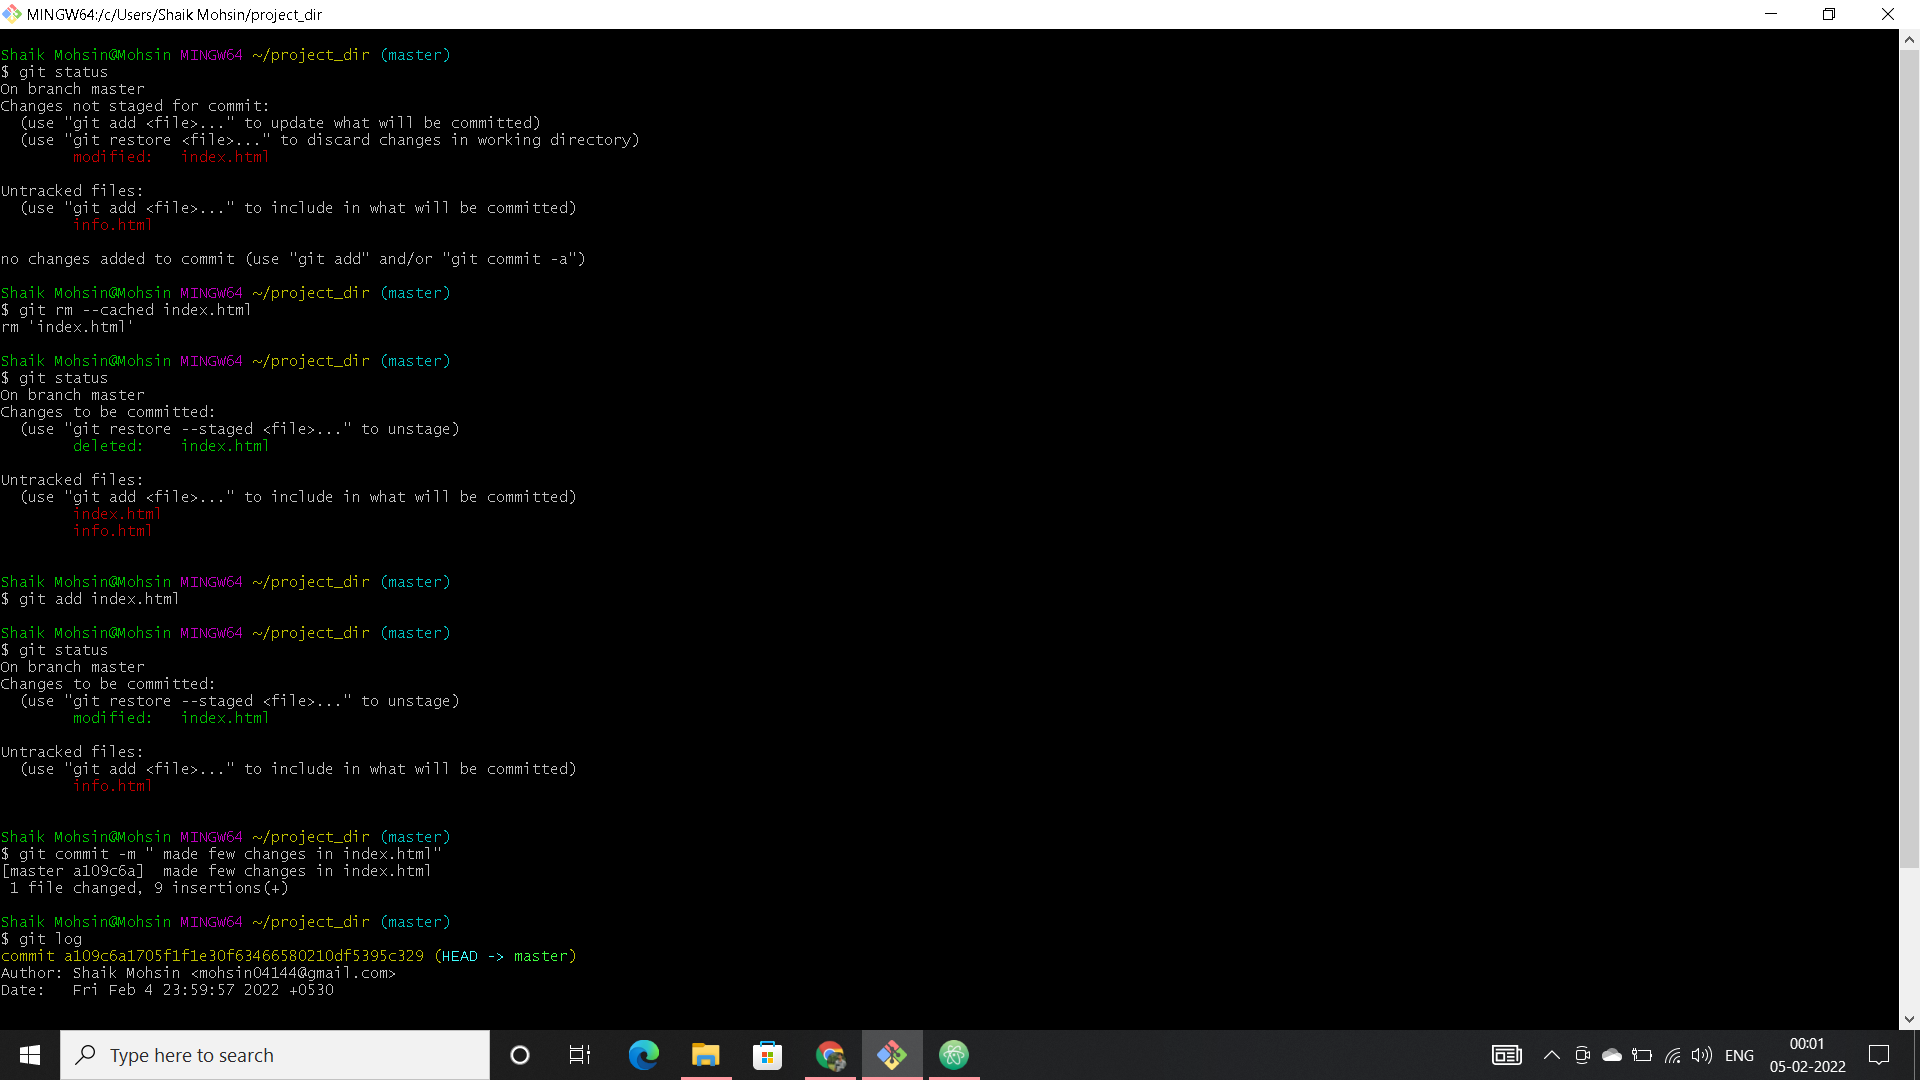 MINGW64:/c/Users/Shaik Mohsin/project_dir
Shaik Mohsin@Mohsin MINGW64 ~/project_dir (master)
$ git status
On branch master
Changes not staged for commit:
  (use "git add <file>..." to update what will be committed)
  (use "git restore <file>..." to discard changes in working directory)
        modified:   index.html

Untracked files:
  (use "git add <file>..." to include in what will be committed)
        info.html

no changes added to commit (use "git add" and/or "git commit -a")

Shaik Mohsin@Mohsin MINGW64 ~/project_dir (master)
$ git rm --cached index.html
rm 'index.html'

Shaik Mohsin@Mohsin MINGW64 ~/project_dir (master)
$ git status
On branch master
Changes to be committed:
  (use "git restore --staged <file>..." to unstage)
        deleted:    index.html

Untracked files:
  (use "git add <file>..." to include in what will be committed)
        index.html
        info.html

Shaik Mohsin@Mohsin MINGW64 ~/project_dir (master)
$ git add index.html

Shaik Mohsin@Mohsin MINGW64 ~/project_dir (master)
$ git status
On branch master
Changes to be committed:
  (use "git restore --staged <file>..." to unstage)
        modified:   index.html

Untracked files:
  (use "git add <file>..." to include in what will be committed)
        info.html

Shaik Mohsin@Mohsin MINGW64 ~/project_dir (master)
$ git commit -m " made few changes in index.html"
[master a109c6a]  made few changes in index.html
 1 file changed, 9 insertions(+)

Shaik Mohsin@Mohsin MINGW64 ~/project_dir (master)
$ git log
commit a109c6a1705f1f1e30f63466580210df5395c329 (HEAD -> master)
Author: Shaik Mohsin <mohsin04144@gmail.com>
Date:   Fri Feb 4 23:59:57 2022 +0530
Type here to search
ENG
00:01
05-02-2022